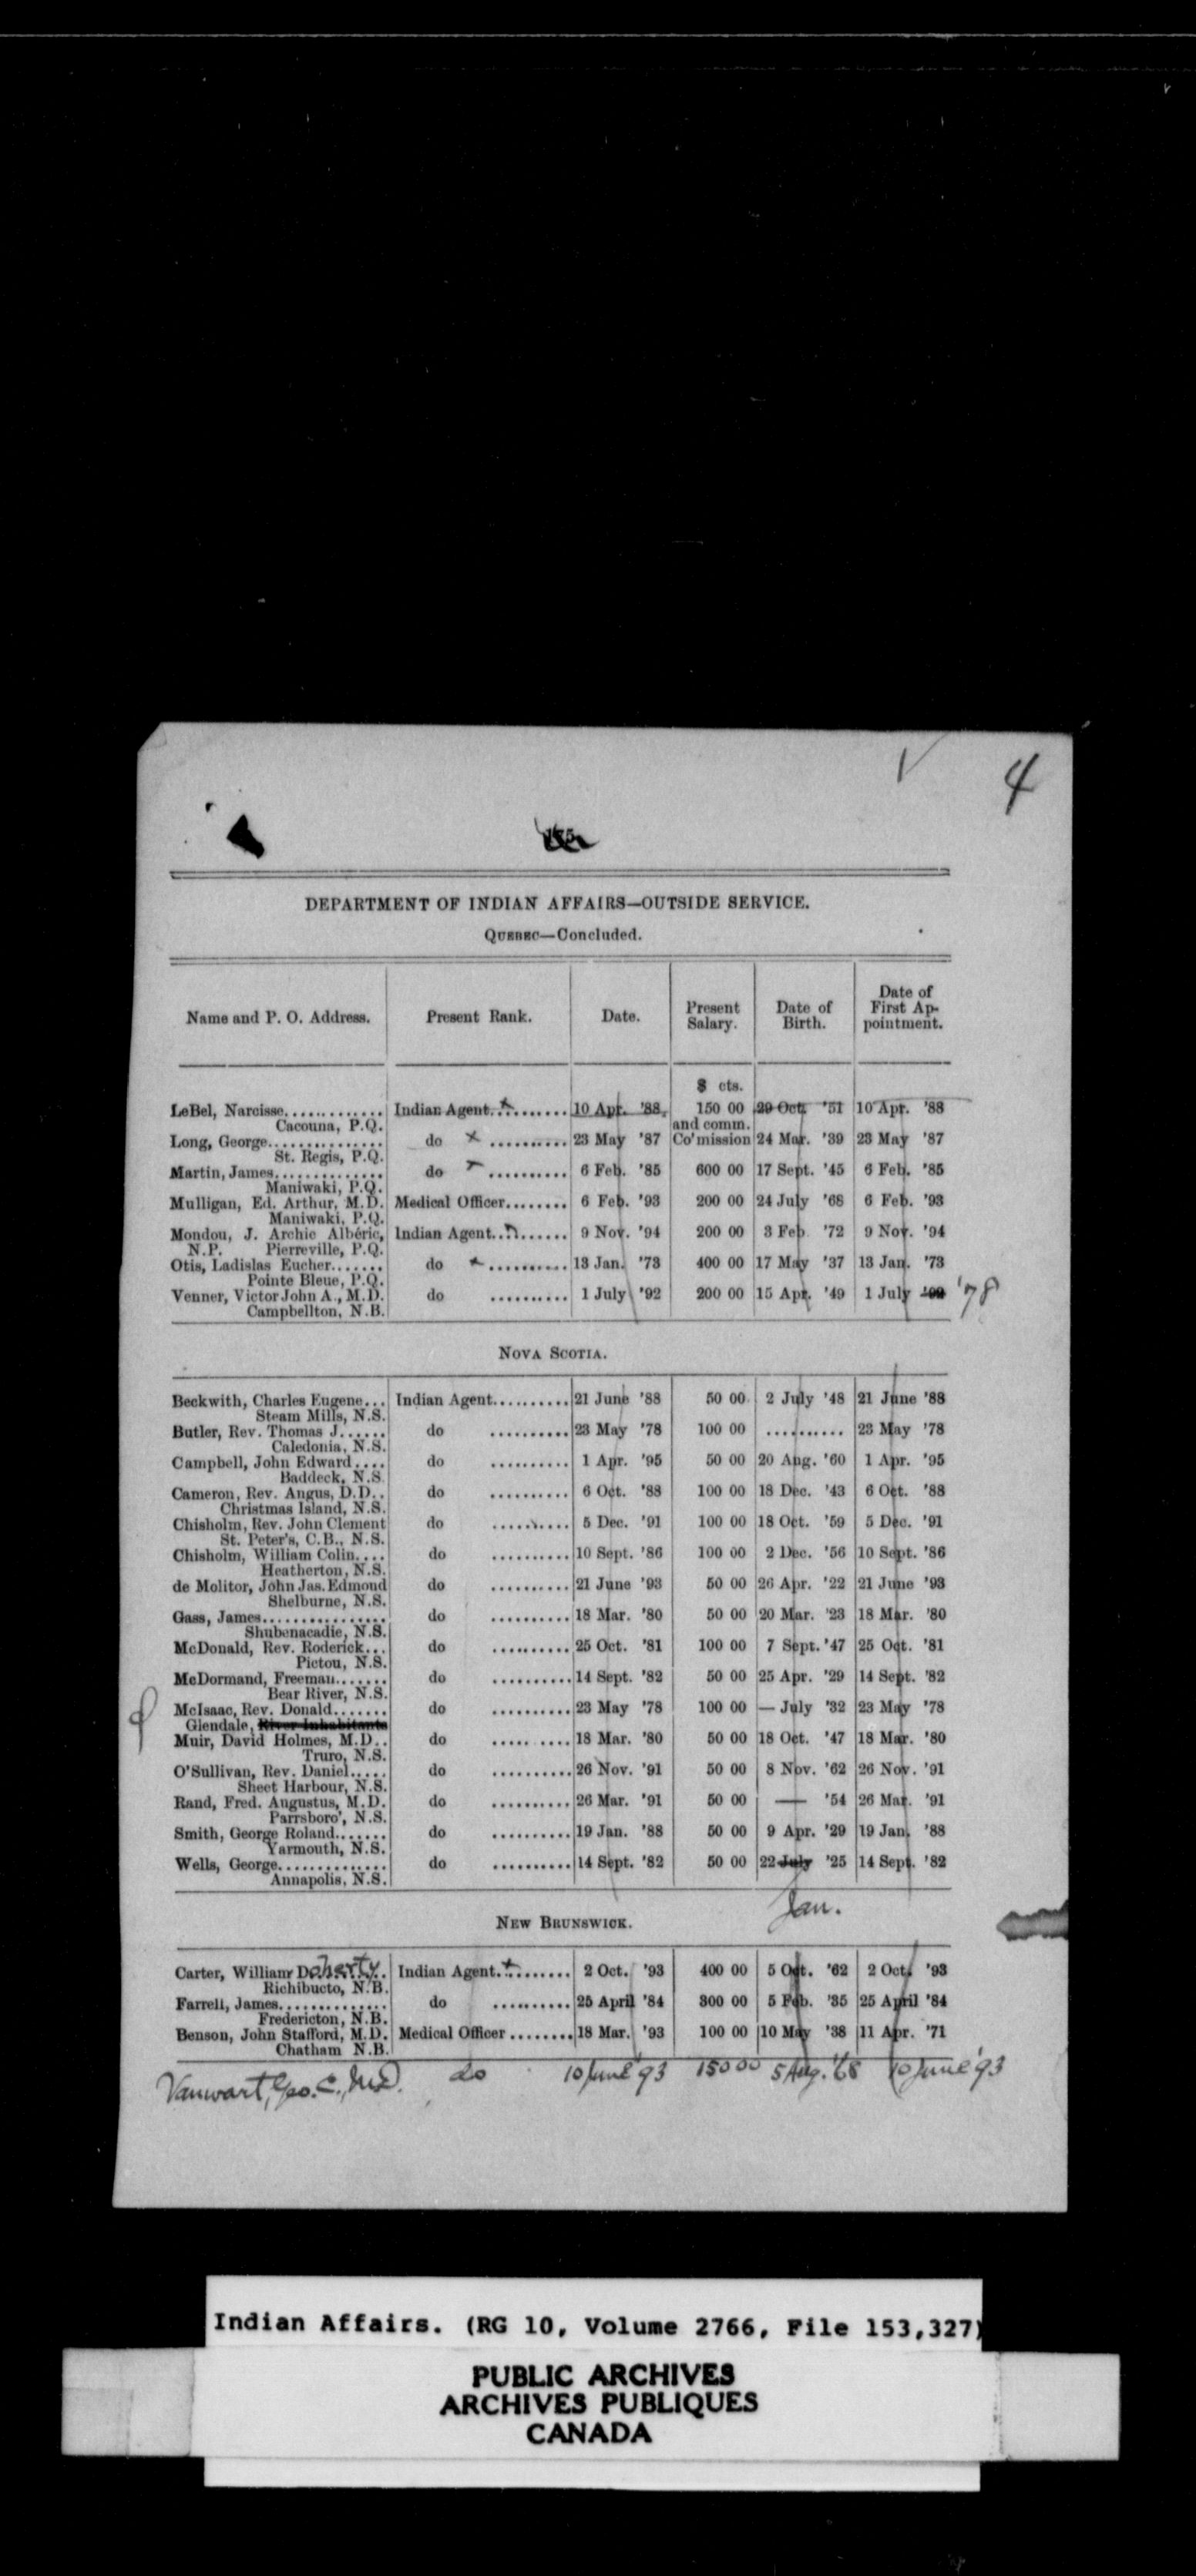 4
DEPARTMENT OF INDIAN AFFAIRS—OUTSIDE SERVICE.
QUEBEC—Concluded.
Name and P. O. Address. Present Rank. Date. Present Salary. Date of Birth. Date of First Ap-pointment.
$ cts.
LeBel, Narcisse............. Indian Agent. x......... 10 Apr. '88. 150 00 29 Oct. '51 10 Apr. '88
Cacouna, P.Q. and comm.
Long, George............... do x .......... 23 May '87 Co'mission 24 Mar. '39 23 May '87
St. Regis, P.Q.
Martin, James.............. do .......... 6 Feb. '85 600 00 17 Sept. '45 6 Feb. '85
Maniwaki, P.Q.
Mulligan, Ed. Arthur, M.D. Medical Officer........ 6 Feb. '93 200 00 24 July '68 6 Feb. '93
Maniwaki, P.Q.
Mondou, J. Archie Albéric, Indian Agent......... 9 Nov. '94 200 00 3 Feb '72 9 Nov. '94
N.P. Pierreville, P.Q.
Otis, Ladislas Eucher....... do x.......... 13 Jan. '73 400 00 17 May '37 13 Jan. '73
Pointe Bleue, P.Q.
Venner, Victor John A., M.D. do .......... 1 July '92 200 00 15 Apr. '49 1 July '78
Campbellton, N.B.
NOVA SCOTIA.
Beckwith, Charles Eugene... Indian Agent.......... 21 June '88 50 00 2 July '48 21 June '88
Steam Mills, N.S.
Butler, Rev. Thomas J...... do .......... 23 May '78 100 00 .......... 23 May '78
Caledonia, N.S.
Campbell, John Edward.... do .......... 1 Apr. '95 50 00 20 Aug. '60 1 Apr. '95
Baddeck, N.S.
Cameron, Rev. Angus, D.D.. do .......... 6 Oct. '88 100 00 18 Dec. '43 6 Oct. '88
Christmas Island, N.S.
Chisholm, Rev. John Clement do .......... 5 Dec. '91 100 00 18 Oct. '59 5 Dec. '91
St. Peter's, C.B., N.S.
Chisholm, William Colin.... do .......... 10 Sept. '86 100 00 2 Dec. '56 10 Sept. '86
Heatherton, N.S.
de Molitor, John Jas. Edmond do .......... 21 June '93 50 00 26 Apr. '22 21 June '93
Shelburne, N.S.
Gass, James................ do .......... 18 Mar. '80 50 00 20 Mar. '23 18 Mar. '80
Shubenacadie, N.S.
McDonald, Rev. Roderick... do .......... 25 Oct. '81 100 00 7 Sept. '47 25 Oct. '81
Pictou, N.S.
McDormand, Freeman....... do .......... 14 Sept. '82 50 00 25 Apr. '29 14 Sept. '82
Bear River, N.S.
McIsaac, Rev. Donald....... do .......... 23 May '78 100 00 — July '32 23 May '78
Glendale, River Inhabitants
Muir, David Holmes, M.D.. do .......... 18 Mar. '80 50 00 18 Oct. '47 18 Mar. '80
Truro, N.S.
O'Sullivan, Rev. Daniel..... do .......... 26 Nov. '91 50 00 8 Nov. '62 26 Nov. '91
Sheet Harbour, N.S.
Rand, Fred. Augustus, M.D. do .......... 26 Mar. '91 50 00 — '54 26 Mar. '91
Parrsboro', N.S.
Smith, George Roland....... do .......... 19 Jan. '88 50 00 9 Apr. '29 19 Jan. '88
Yarmouth, N.S.
Wells, George.............. do .......... 14 Sept. '82 50 00 22 July '25 14 Sept. '82
Annapolis, N.S.
Jan.
NEW BRUNSWICK.
Carter, William Doherty.. Indian Agent. x........ 2 Oct. '93 400 00 5 Oct. '62 2 Oct. '93
Richibucto, N.B.
Farrell, James.............. do .......... 25 April '84 300 00 5 Feb. '35 25 April '84
Fredericton, N.B.
Benson, John Stafford, M.D. Medical Officer ........ 18 Mar. '93 100 00 10 May '38 11 Apr. '71
Chatham N.B.
Vanwart, Geo. C., M.D. do 10 June '93 150 00 5 Aug. '68 10 June '93
Indian Affairs. (RG 10, Volume 2766, File 153,327)
PUBLIC ARCHIVES
ARCHIVES PUBLIQUES
CANADA